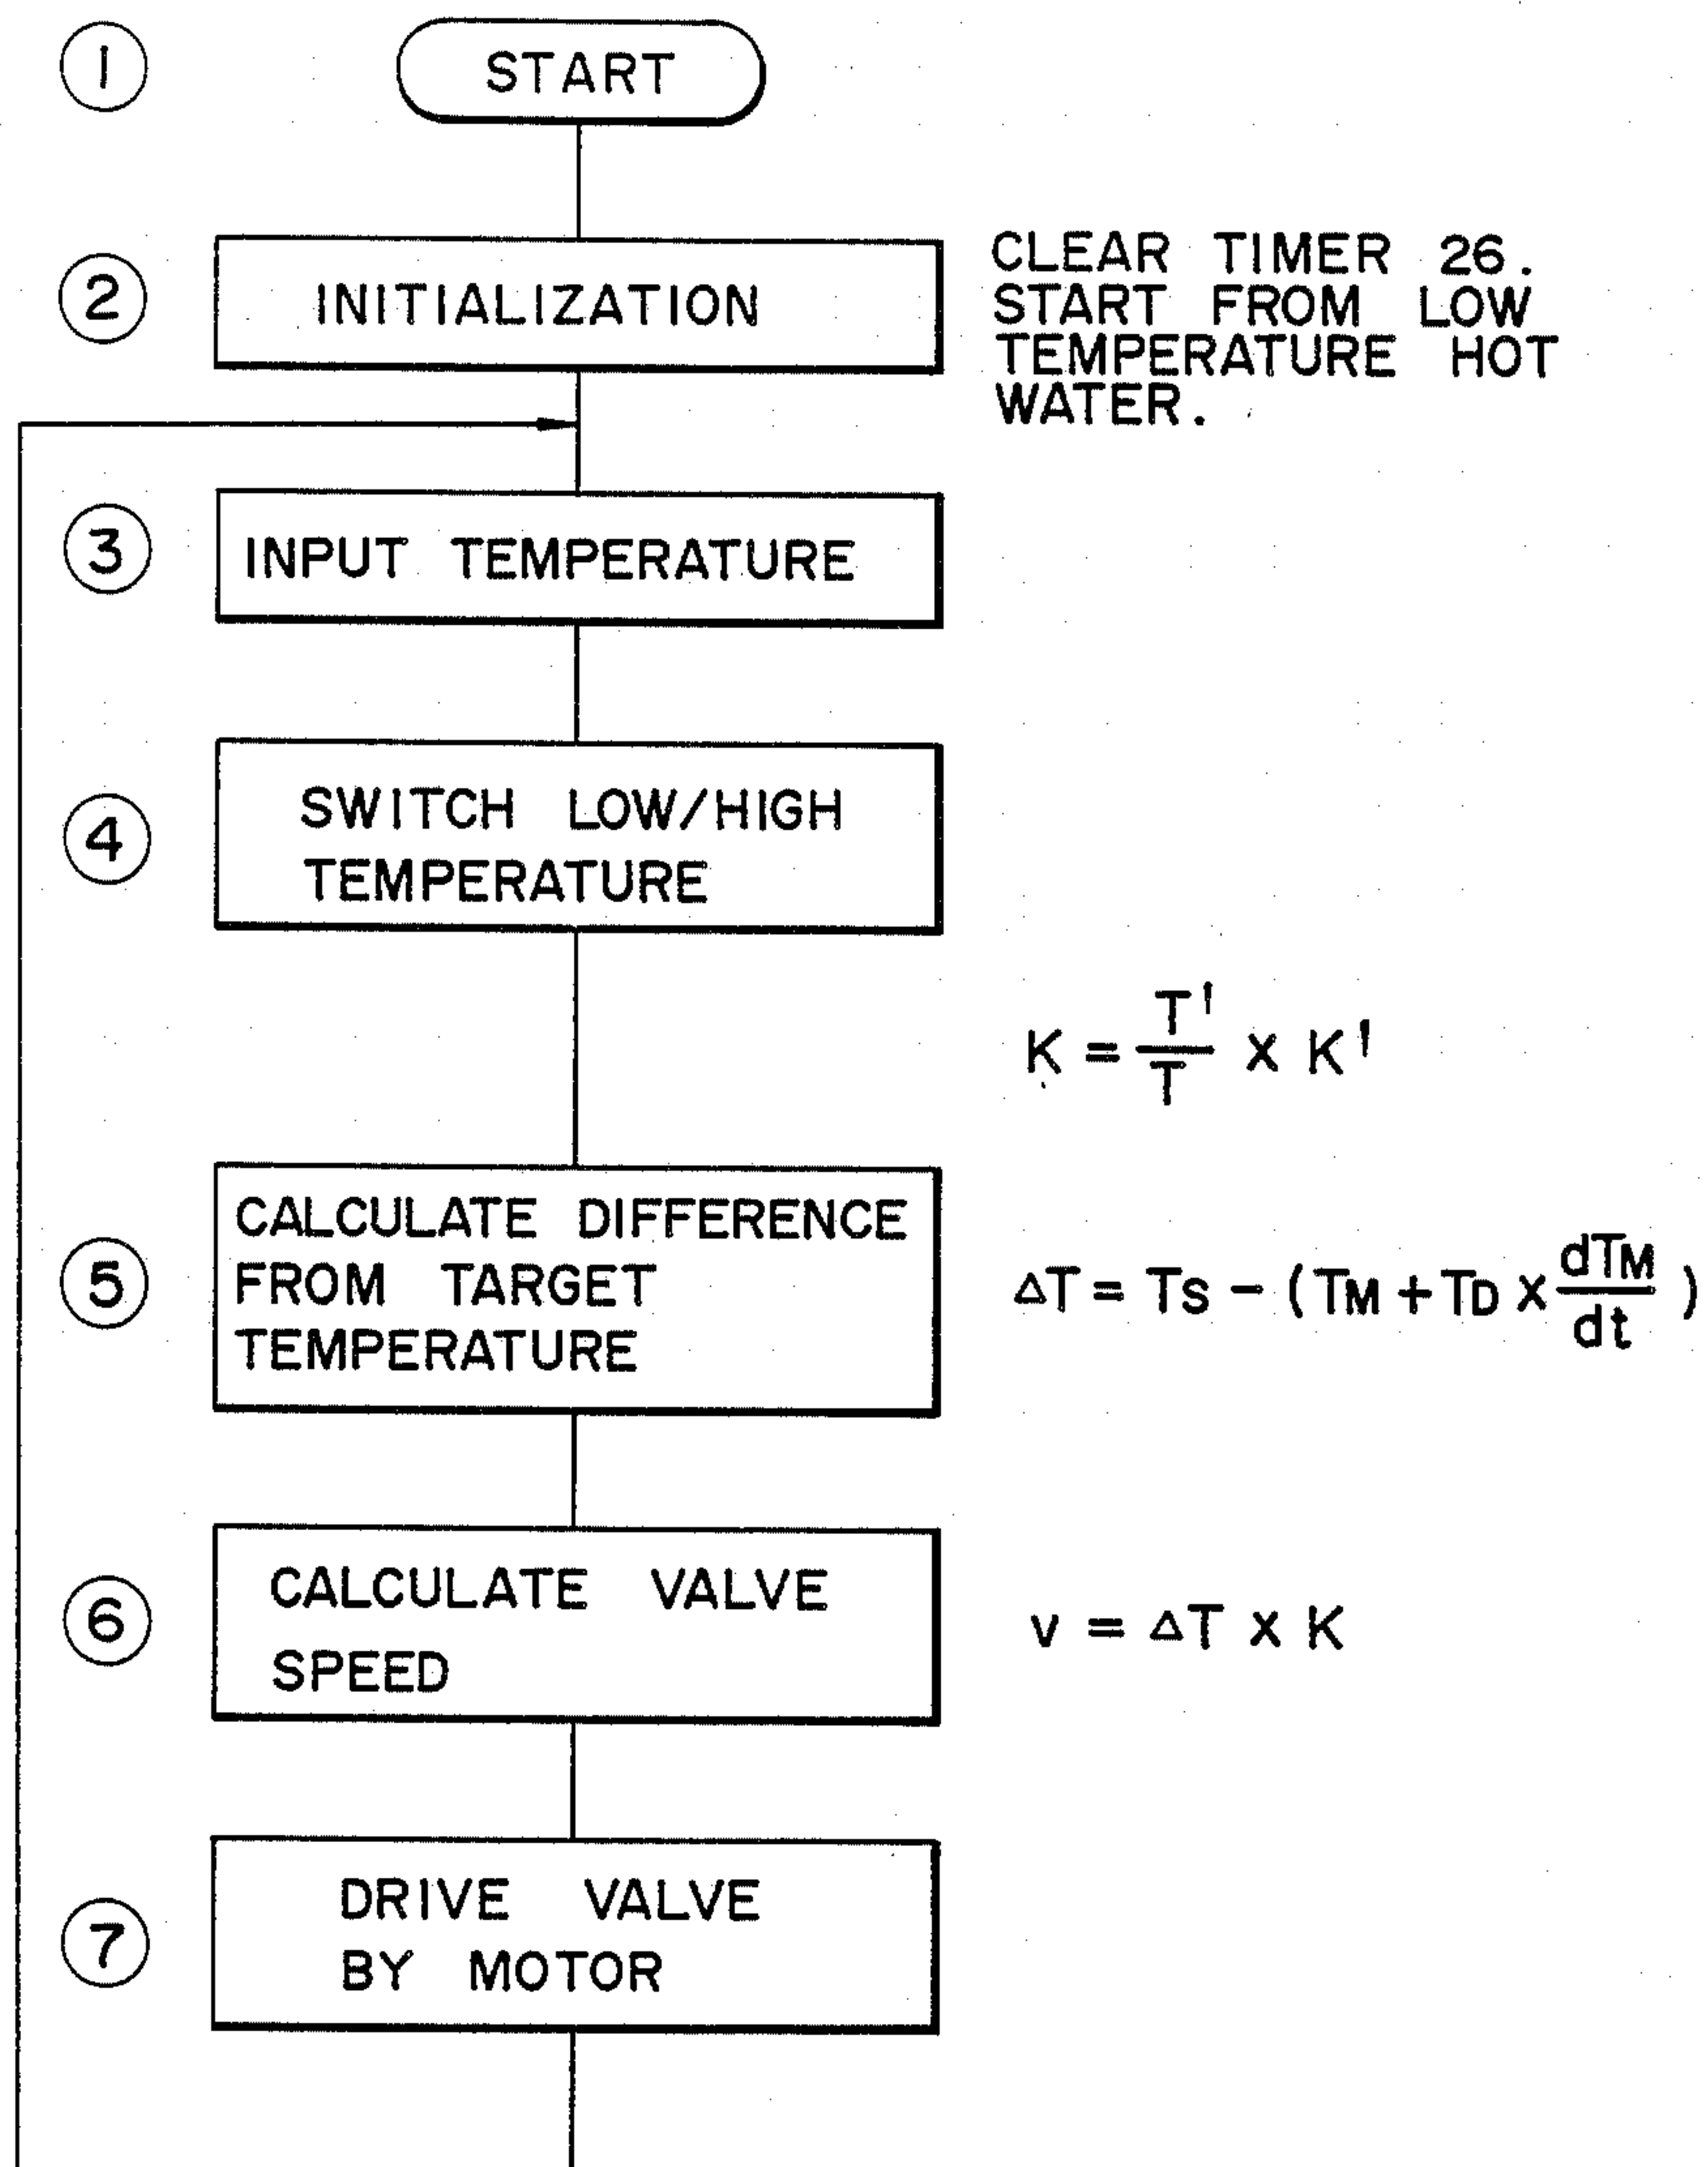 ① START
② INITIALIZATION
CLEAR TIMER 26.
START FROM LOW
TEMPERATURE HOT
WATER.
③ INPUT TEMPERATURE
④ SWITCH LOW/HIGH
TEMPERATURE
K = T'/T × K'
⑤ CALCULATE DIFFERENCE
FROM TARGET
TEMPERATURE
ΔT = TS − (TM + TD × dTM/dt)
⑥ CALCULATE VALVE
SPEED
v = ΔT × K
⑦ DRIVE VALVE
BY MOTOR